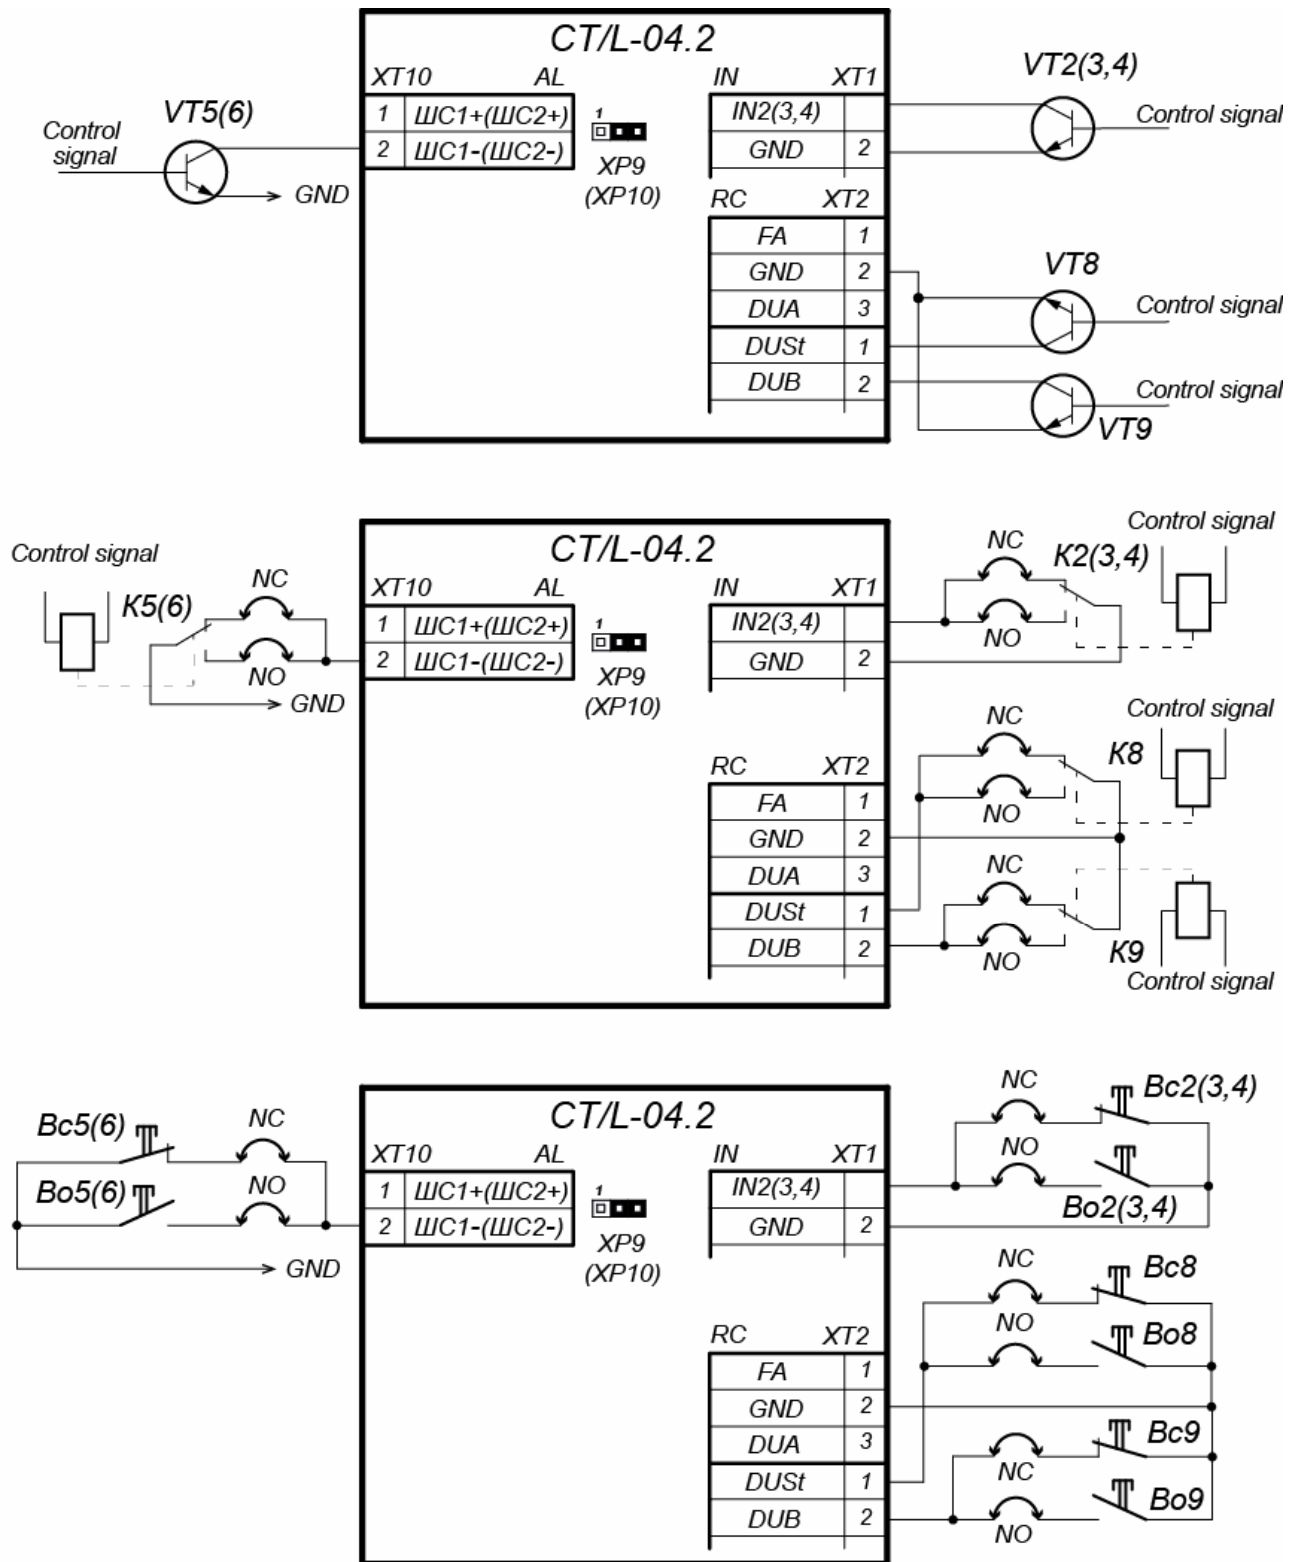 CT/L-04.2
XT10 AL IN XT1
VT2(3,4)
VT5(6)
1 ШС1+(ШС2+) 1 IN2(3,4) Control signal
Control
signal
2 ШС1-(ШС2-) GND 2
XP9
(XP10)
GND
RC XT2
FA 1
GND 2 VT8
DUA 3 Control signal
DUSt 1
DUB 2 Control signal
VT9
Control signal
CT/L-04.2
Control signal
NC K2(3,4)
NC
XT10 AL IN XT1
K5(6)
1 ШС1+(ШС2+) 1 IN2(3,4)
NO
2 ШС1-(ШС2-) GND 2
NO
XP9
(XP10)
GND
NC Control signal
K8
RC XT2
FA 1
NO
GND 2
NC
DUA 3
DUSt 1
DUB 2
NO K9
Control signal
NC Bc2(3,4)
CT/L-04.2
Bc5(6) NC
NO
XT10 AL IN XT1
Bo5(6) NO
1 ШС1+(ШС2+) 1 IN2(3,4)
Bo2(3,4)
2 ШС1-(ШС2-) GND 2
XP9
(XP10)
GND
NC Bc8
NO
RC XT2 Bo8
FA 1
GND 2
Bc9
DUA 3
NC
DUSt 1
Bo9
DUB 2
NO